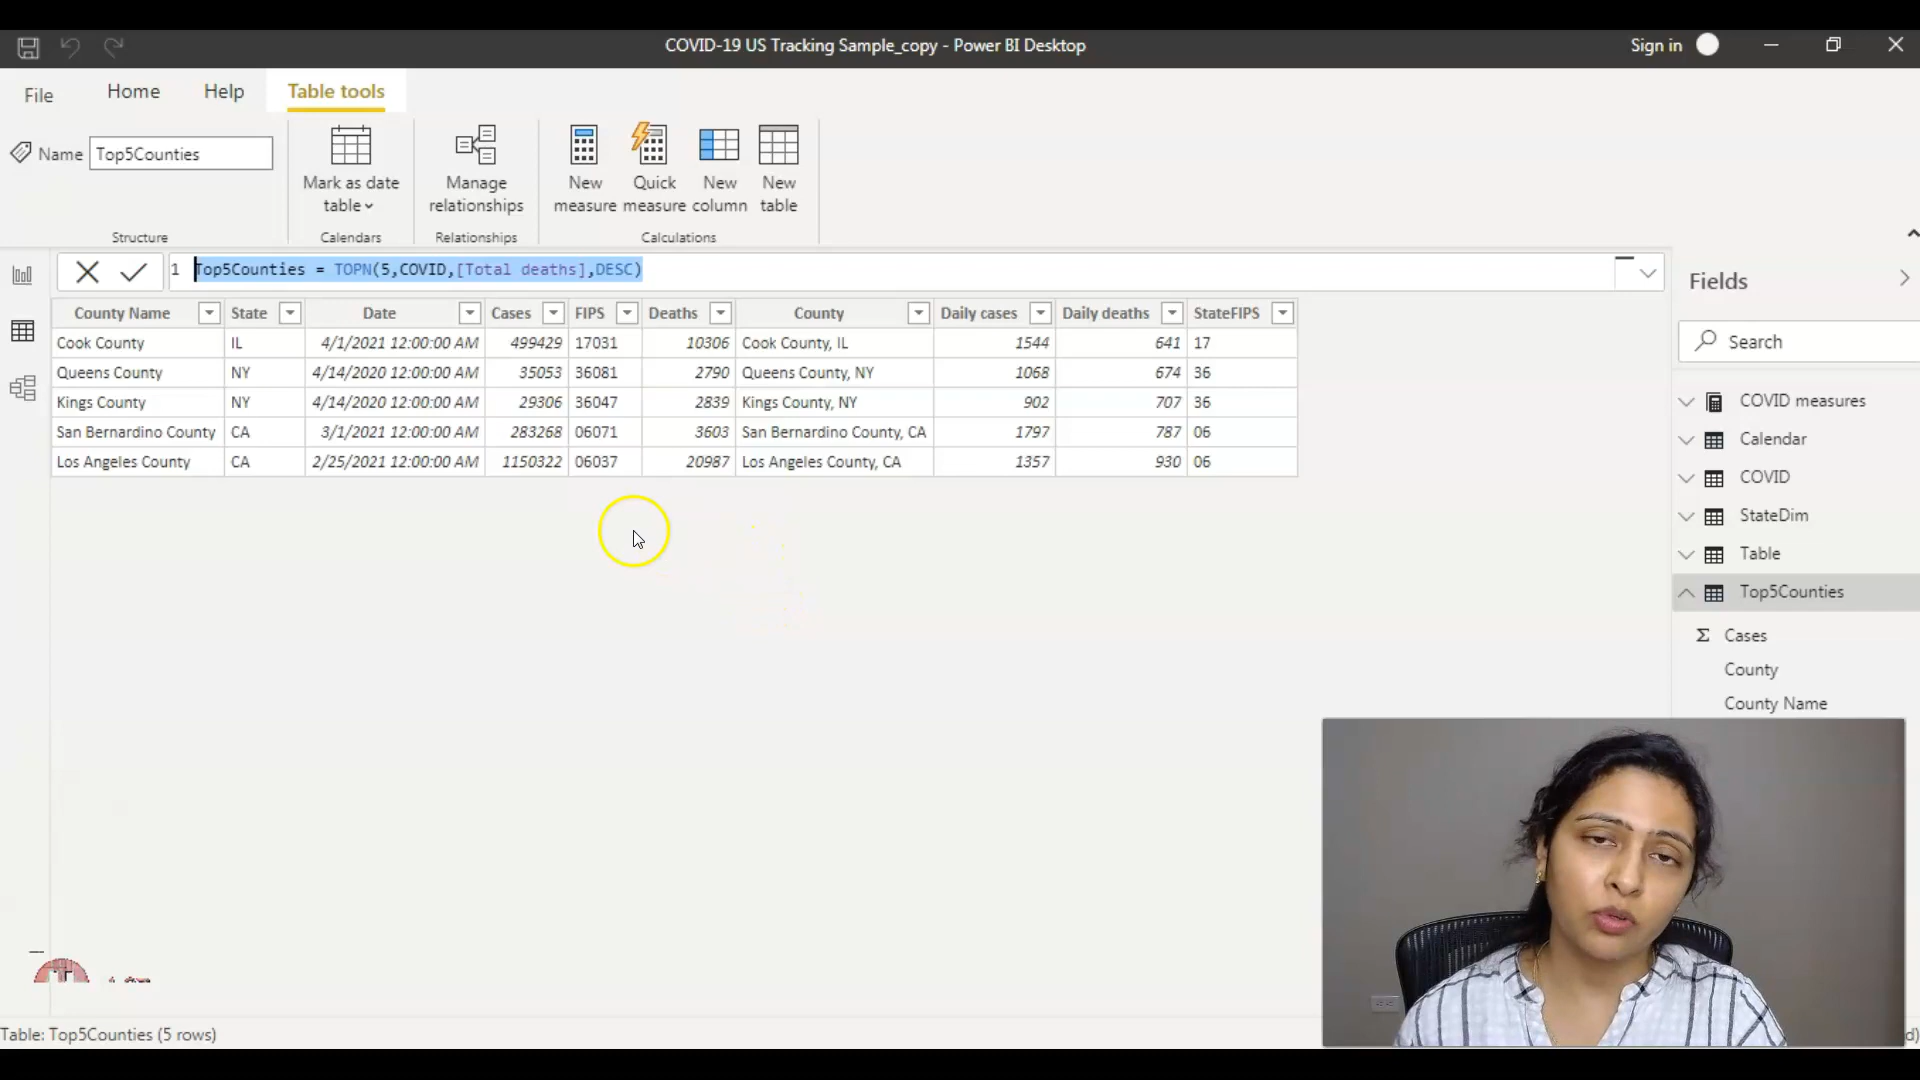 COVID-19 US Tracking Sample_copy - Power BI Desktop
Sign in
File Home Help Table tools
Name Top5Counties
Mark as date table
Manage relationships
New measure
Quick measure
New column
New table
Structure Calendars Relationships Calculations
1 Top5Counties = TOPN(5,COVID,[Total deaths],DESC)
County Name State Date Cases FIPS Deaths County Daily cases Daily deaths StateFIPS
Cook County IL 4/1/2021 12:00:00 AM 499429 17031 10306 Cook County, IL 1544 641 17
Queens County NY 4/14/2020 12:00:00 AM 35053 36081 2790 Queens County, NY 1068 674 36
Kings County NY 4/14/2020 12:00:00 AM 29306 36047 2839 Kings County, NY 902 707 36
San Bernardino County CA 3/1/2021 12:00:00 AM 283268 06071 3603 San Bernardino County, CA 1797 787 06
Los Angeles County CA 2/25/2021 12:00:00 AM 1150322 06037 20987 Los Angeles County, CA 1357 930 06
Fields
Search
COVID measures
Calendar
COVID
StateDim
Table
Top5Counties
Σ Cases
County
County Name
Table: Top5Counties (5 rows)